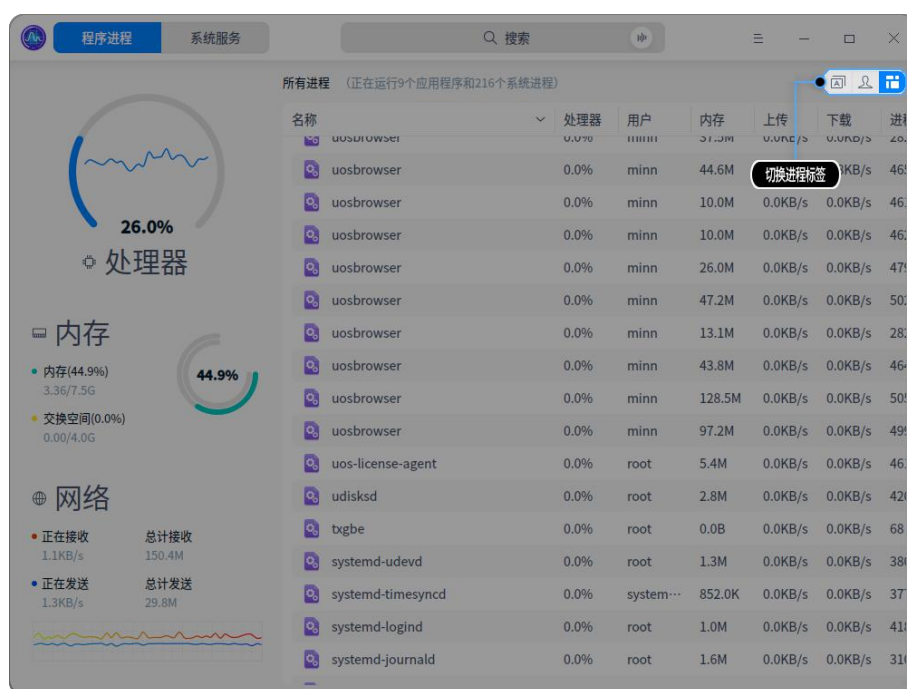 程序进程 系统服务 搜索
所有进程 （正在运行9个应用程序和216个系统进程）
名称 处理器 用户 内存 上传 下载
切换进程标签
uosbrowser 0.0% minn 37.5M 0.0KB/s 0.0KB/s
uosbrowser 0.0% minn 44.6M
uosbrowser 0.0% minn 10.0M 0.0KB/s 0.0KB/s
uosbrowser 0.0% minn 10.0M 0.0KB/s 0.0KB/s
uosbrowser 0.0% minn 26.0M 0.0KB/s 0.0KB/s
uosbrowser 0.0% minn 47.2M 0.0KB/s 0.0KB/s
uosbrowser 0.0% minn 13.1M 0.0KB/s 0.0KB/s
uosbrowser 0.0% minn 43.8M 0.0KB/s 0.0KB/s
uosbrowser 0.0% minn 128.5M 0.0KB/s 0.0KB/s
uosbrowser 0.0% minn 97.2M 0.0KB/s 0.0KB/s
uos-license-agent 0.0% root 5.4M 0.0KB/s 0.0KB/s
udisksd 0.0% root 2.8M 0.0KB/s 0.0KB/s
txgbe 0.0% root 0.0B 0.0KB/s 0.0KB/s 68
systemd-udevd 0.0% root 1.3M 0.0KB/s 0.0KB/s
systemd-timesyncd 0.0% system… 852.0K 0.0KB/s 0.0KB/s
systemd-logind 0.0% root 1.0M 0.0KB/s 0.0KB/s
systemd-journald 0.0% root 1.6M 0.0KB/s 0.0KB/s
26.0%
处理器
内存
内存(44.9%)
3.36/7.5G
44.9%
交换空间(0.0%)
0.00/4.0G
网络
正在接收 总计接收
1.1KB/s 150.4M
正在发送 总计发送
1.3KB/s 29.8M